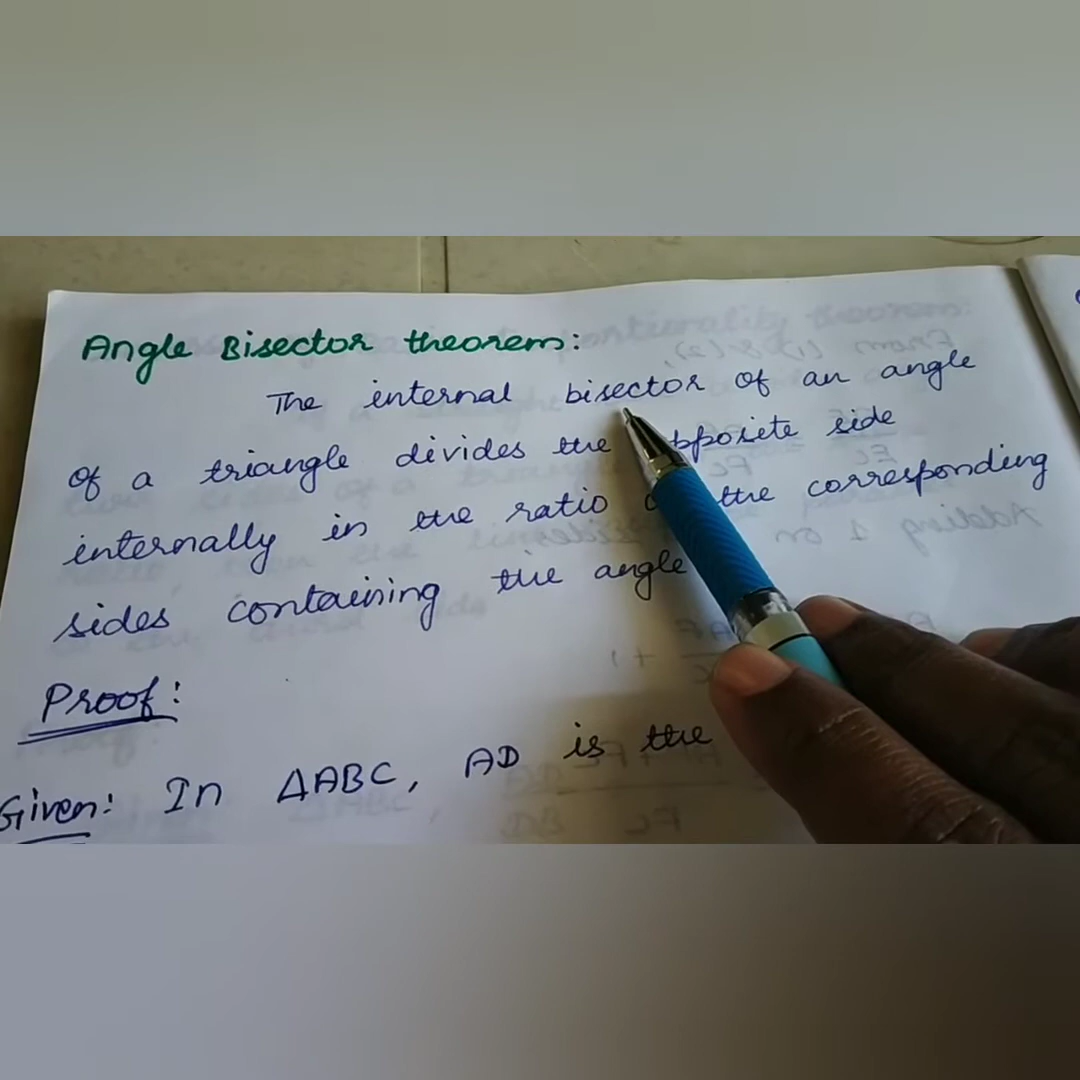 Angle Bisector theorem:
The internal bisector of an angle
of a triangle divides the opposite side
internally in the ratio the corresponding
sides containing the angle
Proof:
Given: In ΔABC, AD is the